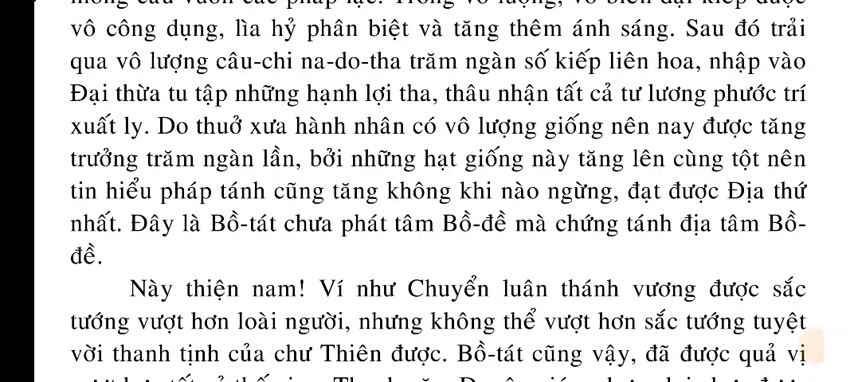 vô công dụng, lìa hỷ phân biệt và tăng thêm ánh sáng. Sau đó trải
qua vô lượng câu-chi na-do-tha trăm ngàn số kiếp liên hoa, nhập vào
Đại thừa tu tập những hạnh lợi tha, thâu nhận tất cả tư lương phước trí
xuất ly. Do thuở xưa hành nhân có vô lượng giống nên nay được tăng
trưởng trăm ngàn lần, bởi những hạt giống này tăng lên cùng tột nên
tin hiểu pháp tánh cũng tăng không khi nào ngừng, đạt được Địa thứ
nhất. Đây là Bồ-tát chưa phát tâm Bồ-đề mà chứng tánh địa tâm Bồ-
đề.
Này thiện nam! Ví như Chuyển luân thánh vương được sắc
tướng vượt hơn loài người, nhưng không thể vượt hơn sắc tướng tuyệt
vời thanh tịnh của chư Thiên được. Bồ-tát cũng vậy, đã được quả vị